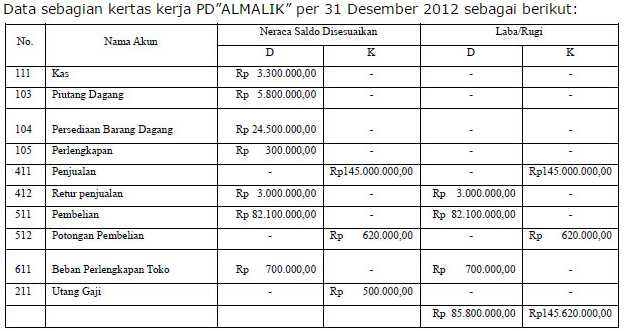 Data sebagian kertas kerja PD”ALMALIK” per 31 Desember 2012 sebagai berikut:
No. Nama Akun Neraca Saldo Disesuaikan Laba/Rugi
D K D K
111 Kas Rp 3.300.000,00 - - -
103 Piutang Dagang Rp 5.800.000,00 - - -
104 Persediaan Barang Dagang Rp 24.500.000,00 - - -
105 Perlengkapan Rp 300.000,00 - - -
411 Penjualan - Rp145.000.000,00 - Rp145.000.000,00
412 Retur penjualan Rp 3.000.000,00 - Rp 3.000.000,00 -
511 Pembelian Rp 82.100.000,00 - Rp 82.100.000,00 -
512 Potongan Pembelian - Rp 620.000,00 - Rp 620.000,00
611 Beban Perlengkapan Toko Rp 700.000,00 - Rp 700.000,00 -
211 Utang Gaji - Rp 500.000,00 - -
Rp 85.800.000,00 Rp145.620.000,00